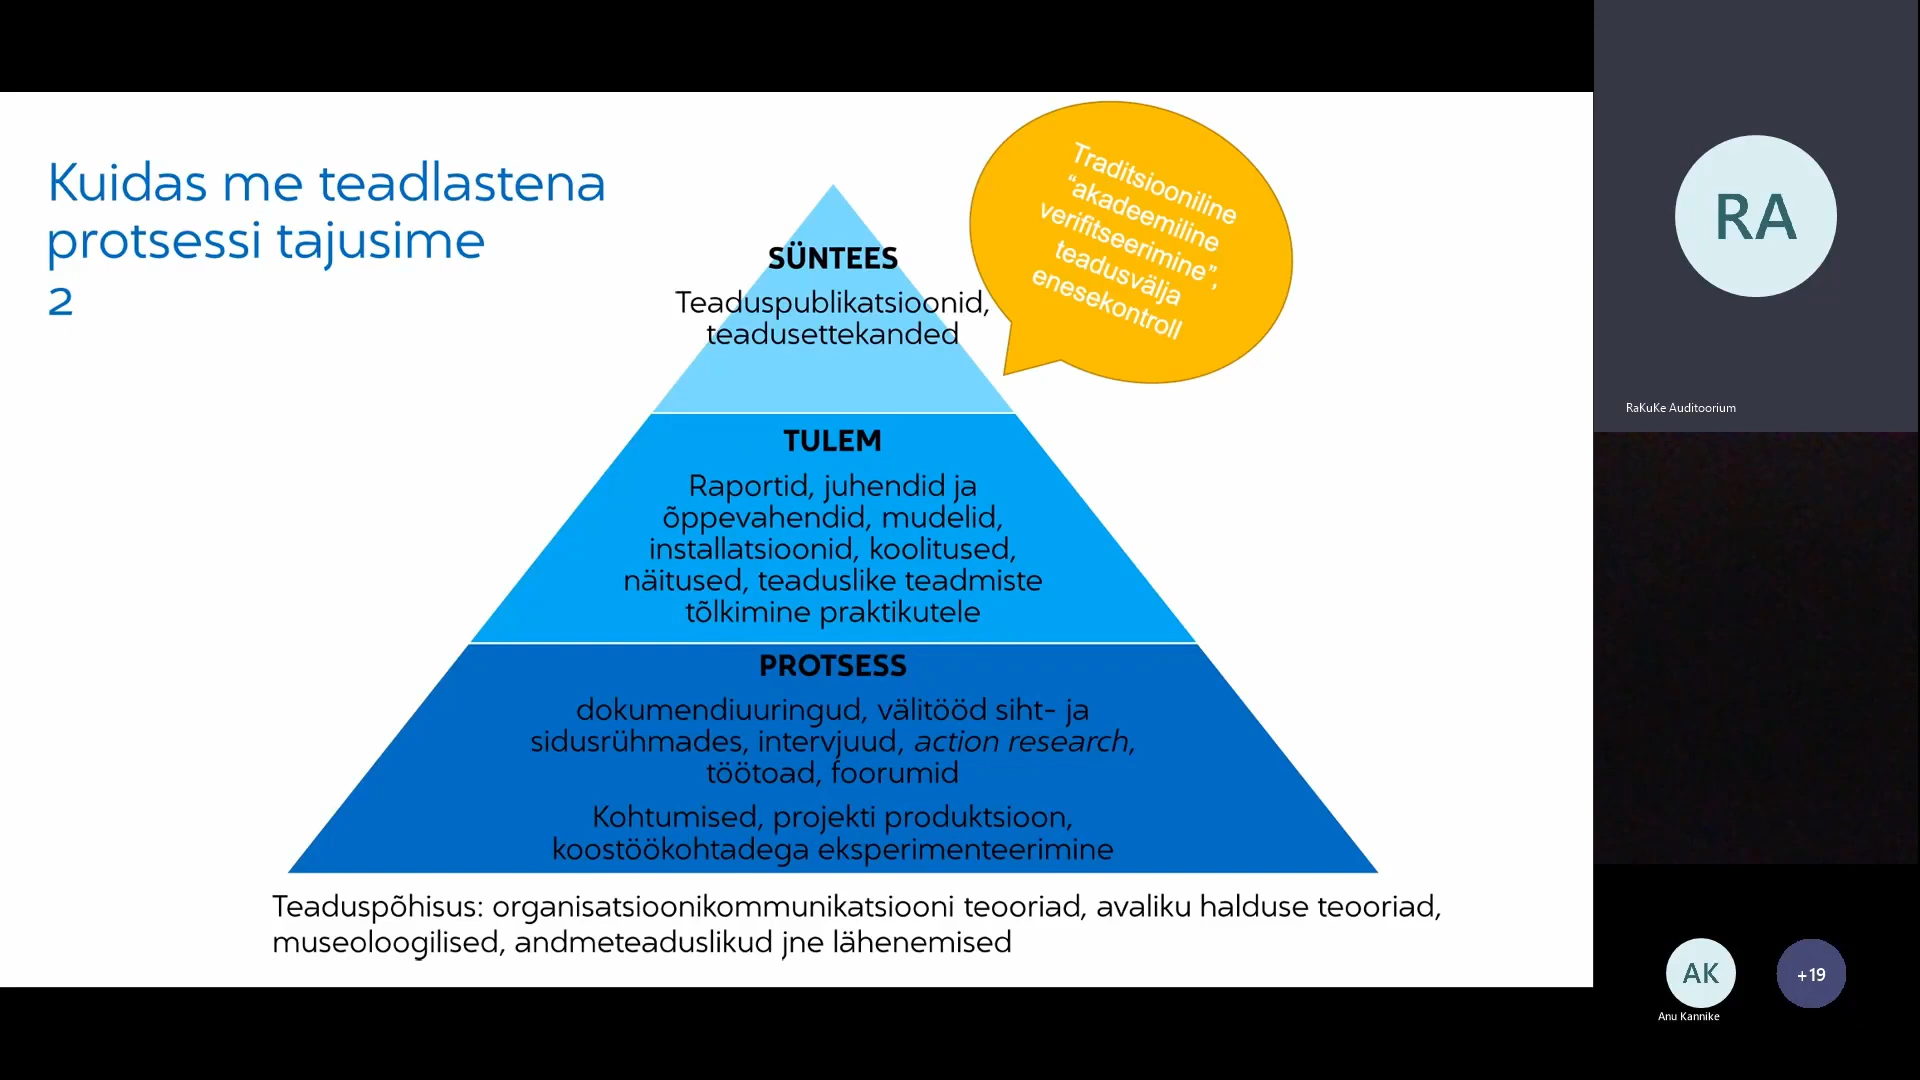 Kuidas me teadlastena
protsessi tajusime
2
Traditsiooniline
“akadeemiline
verifitseerimine”,
teadusvälja
enesekontroll
SÜNTEES
Teaduspublikatsioonid,
teadusettekanded
TULEM
Raportid, juhendid ja
õppevahendid, mudelid,
installatsioonid, koolitused,
näitused, teaduslike teadmiste
tõlkimine praktikutele
PROTSESS
dokumendiuuringud, välitööd siht- ja
sidusrühmades, intervjuud, action research,
töötoad, foorumid
Kohtumised, projekti produktsioon,
koostöökohtadega eksperimenteerimine
Teaduspõhisus: organisatsioonikommunikatsiooni teooriad, avaliku halduse teooriad,
museoloogilised, andmeteaduslikud jne lähenemised
RA
RaKuKe Auditoorium
AK
+19
Anu Kannike